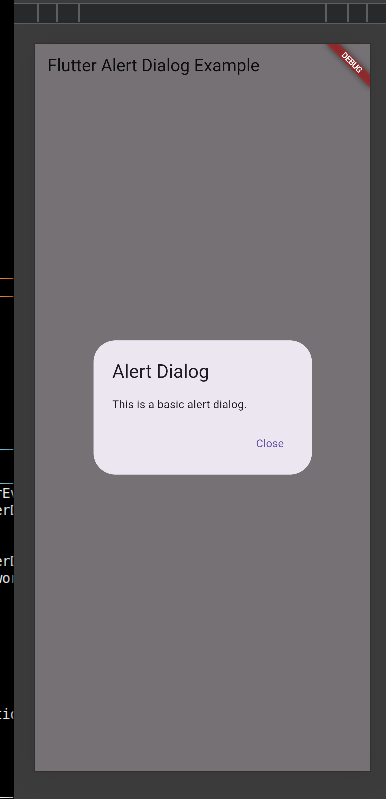 Flutter Alert Dialog Example
DEBUG
Alert Dialog
This is a basic alert dialog.
Close